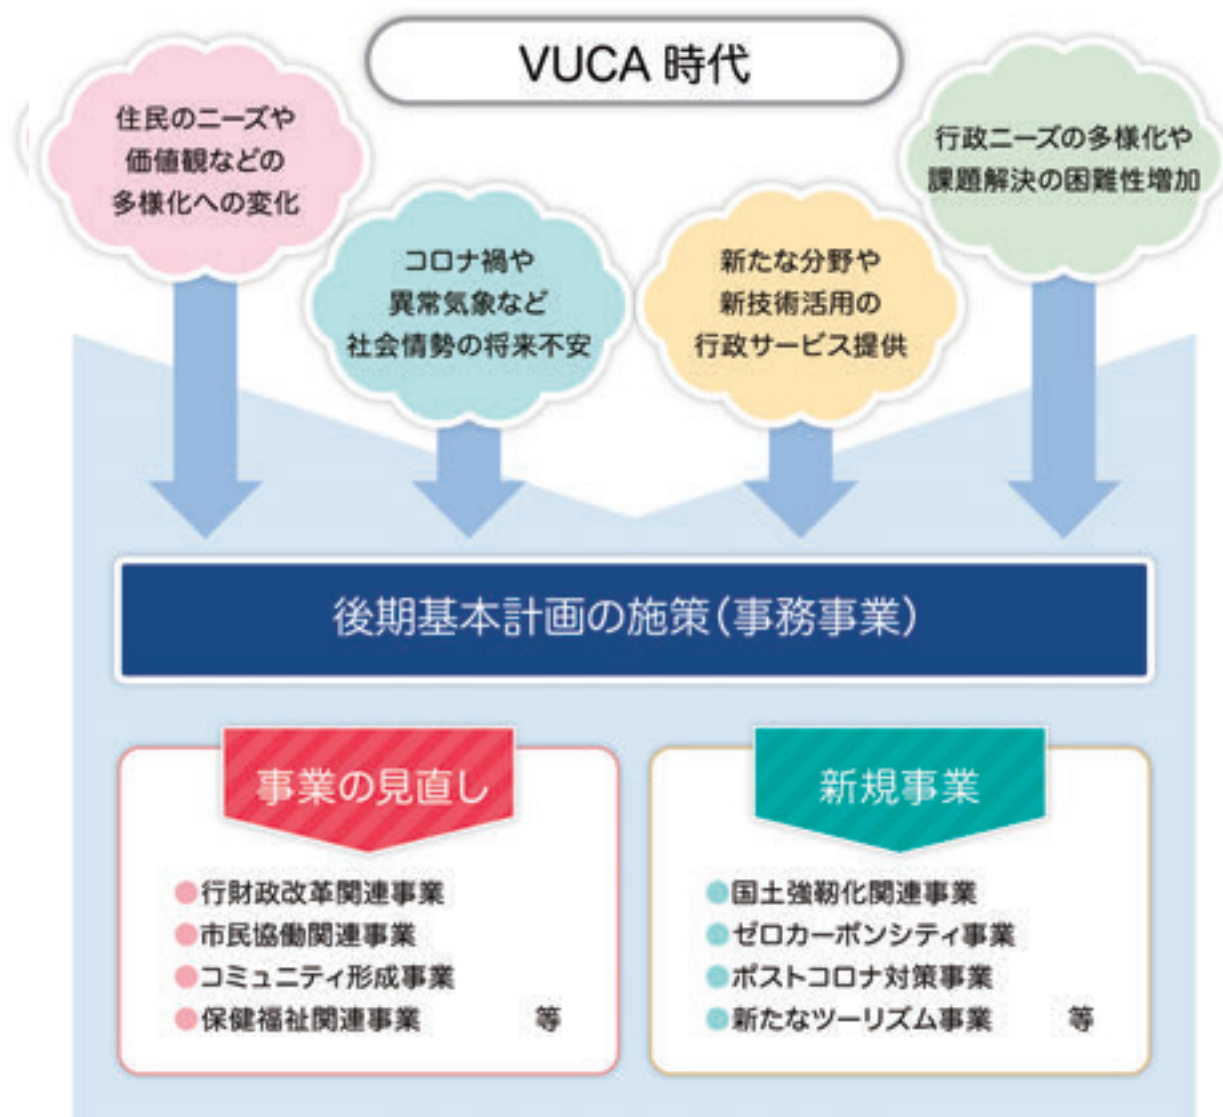 VUCA 時代
住民のニーズや
価値観などの
多様化への変化
コロナ禍や
異常気象など
社会情勢の将来不安
新たな分野や
新技術活用の
行政サービス提供
行政ニーズの多様化や
課題解決の困難性増加
後期基本計画の施策(事務事業)
事業の見直し
●行財政改革関連事業
●市民協働関連事業
●コミュニティ形成事業
●保健福祉関連事業 等
新規事業
●国土強靭化関連事業
●ゼロカーボンシティ事業
●ポストコロナ対策事業
●新たなツーリズム事業 等